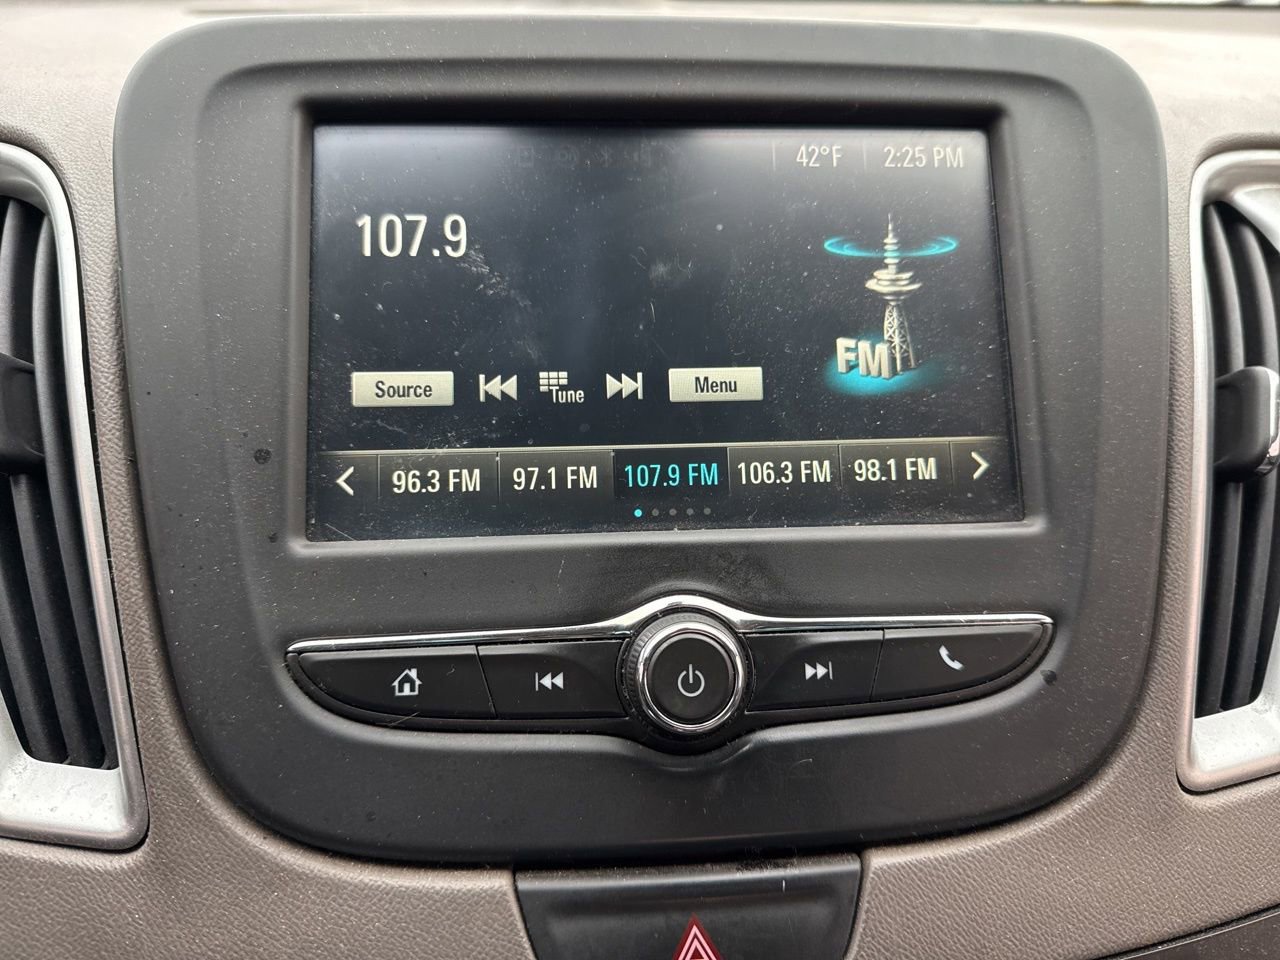 42°F 2:25 PM
107.9
FM
Source Tune Menu
96.3 FM 97.1 FM 107.9 FM 106.3 FM 98.1 FM